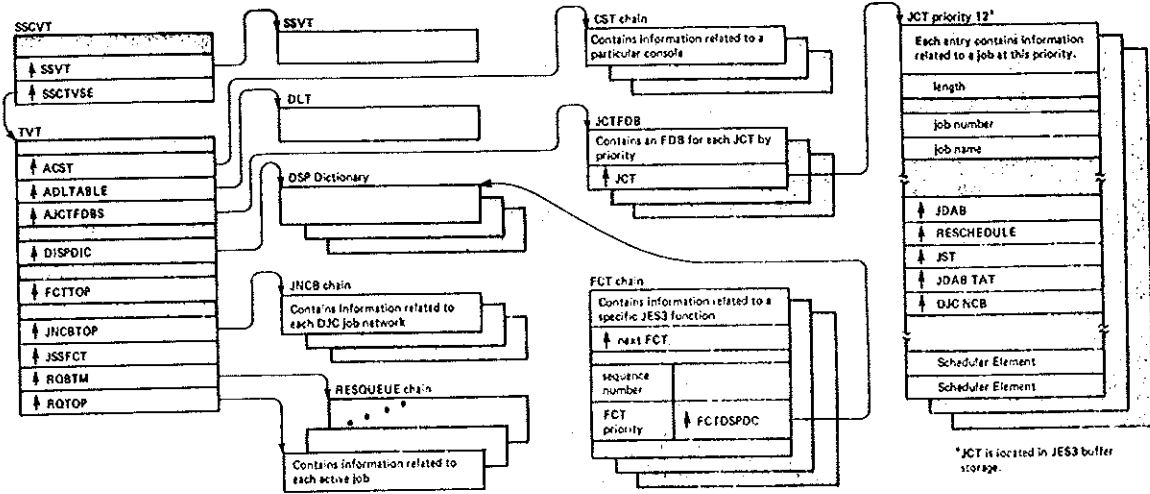 SSCVT
↑ SSVT
↑ SSCTVSE
TVT
↑ ACST
↑ ADLTABLE
↑ AJCTFDBS
↑ DISPDIC
↑ FCTTOP
↑ JNCBTOP
↑ JSSFCT
↑ RQBTM
↑ RQTOP
SSVT
DLT
DSP Dictionary
JNCB chain
Contains Information related to
each DJC job network
RESQUEUE chain
Contains information related to
each active job
CST chain
Contains information related to a
particular console
JCTFDB
Contains an FDB for each JCT by
priority
↑ JCT
FCT chain
Contains information related to a
specific JES3 function
↑ next FCT
sequence
number
FCT
priority
↑ FCTDSPDC
JCT priority 12*
Each entry contains information
related to a job at this priority.
length
job number
job name
↑ JDAB
↑ RESCHEDULE
↑ JST
↑ JDAB TAT
↑ DJC NCB
Scheduler Element
Scheduler Element
*JCT is located in JES3 buffer
storage.